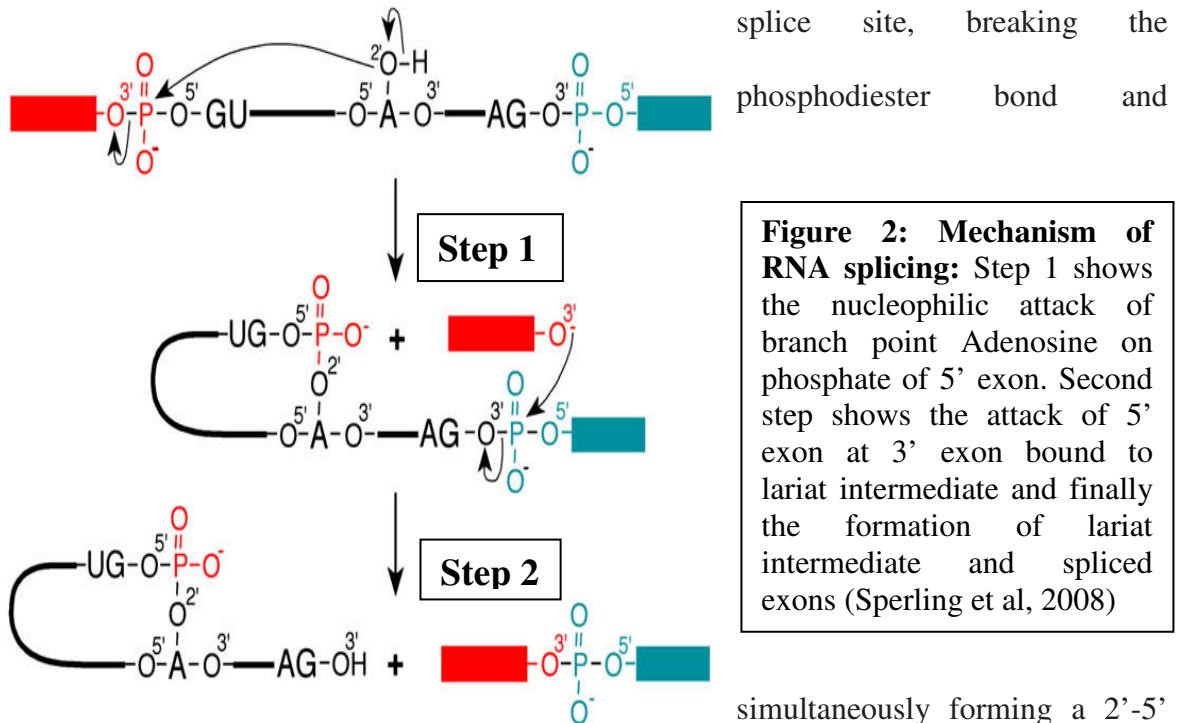 splice site, breaking the
phosphodiester bond and
O 2' O-H O
3' 5' 5' 3' 3' 5'
O-P-O-GU O-A-O AG-O-P-O
O- O-
Step 1
O
5' 3'
UG-O-P-O- + O-
O 2' O
5' 3' 3' 5'
O-A-O AG-O-P-O
O-
Step 2
O
5'
UG-O-P-O-
O 2' O
5' 3' 3' 5'
O-A-O AG-OH + O-P-O
O-
Figure 2: Mechanism of
RNA splicing: Step 1 shows
the nucleophilic attack of
branch point Adenosine on
phosphate of 5’ exon. Second
step shows the attack of 5’
exon at 3’ exon bound to
lariat intermediate and finally
the formation of lariat
intermediate and spliced
exons (Sperling et al, 2008)
simultaneously forming a 2’-5’